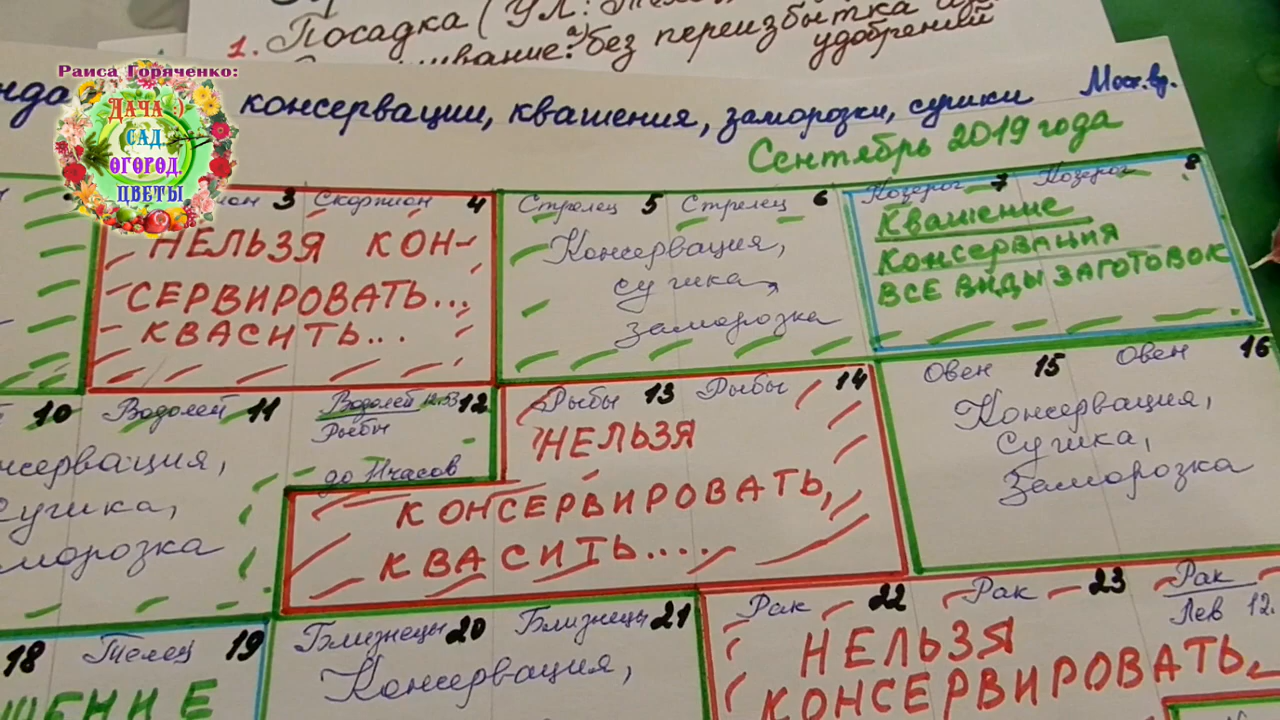 1. Посадка (УЛ:
без переизбытка
удобрений
Раиса Горяченко:
Дача :)
САД,
ОГОРОД,
ЦВЕТЫ
консервации, квашения, заморозки, сушки Мос. вр.
Сентябрь 2019 года
3 Скорпион 4
НЕЛЬЗЯ КОН-
СЕРВИРОВАТЬ...
КВАСИТЬ...
Стрелец 5 Стрелец 6
Консервация,
сушка,
заморозка
Козерог 7 Козерог 8
Квашение
Консервация
ВСЕ ВИДЫ ЗАГОТОВОК
10 Водолей 11 Водолей 12
Рыбы
до 11 часов
нсервация,
Сушка,
морозка
Рыбы 13 Рыбы 14
НЕЛЬЗЯ
КОНСЕРВИРОВАТЬ,
КВАСИТЬ....
Овен 15 Овен 16
Консервация,
Сушка,
Заморозка
18 Телец 19
ШЕНИЕ
Близнецы 20 Близнецы 21
Консервация,
Рак 22 Рак 23 Рак
Лев 12.
НЕЛЬЗЯ
КОНСЕРВИРОВАТЬ,